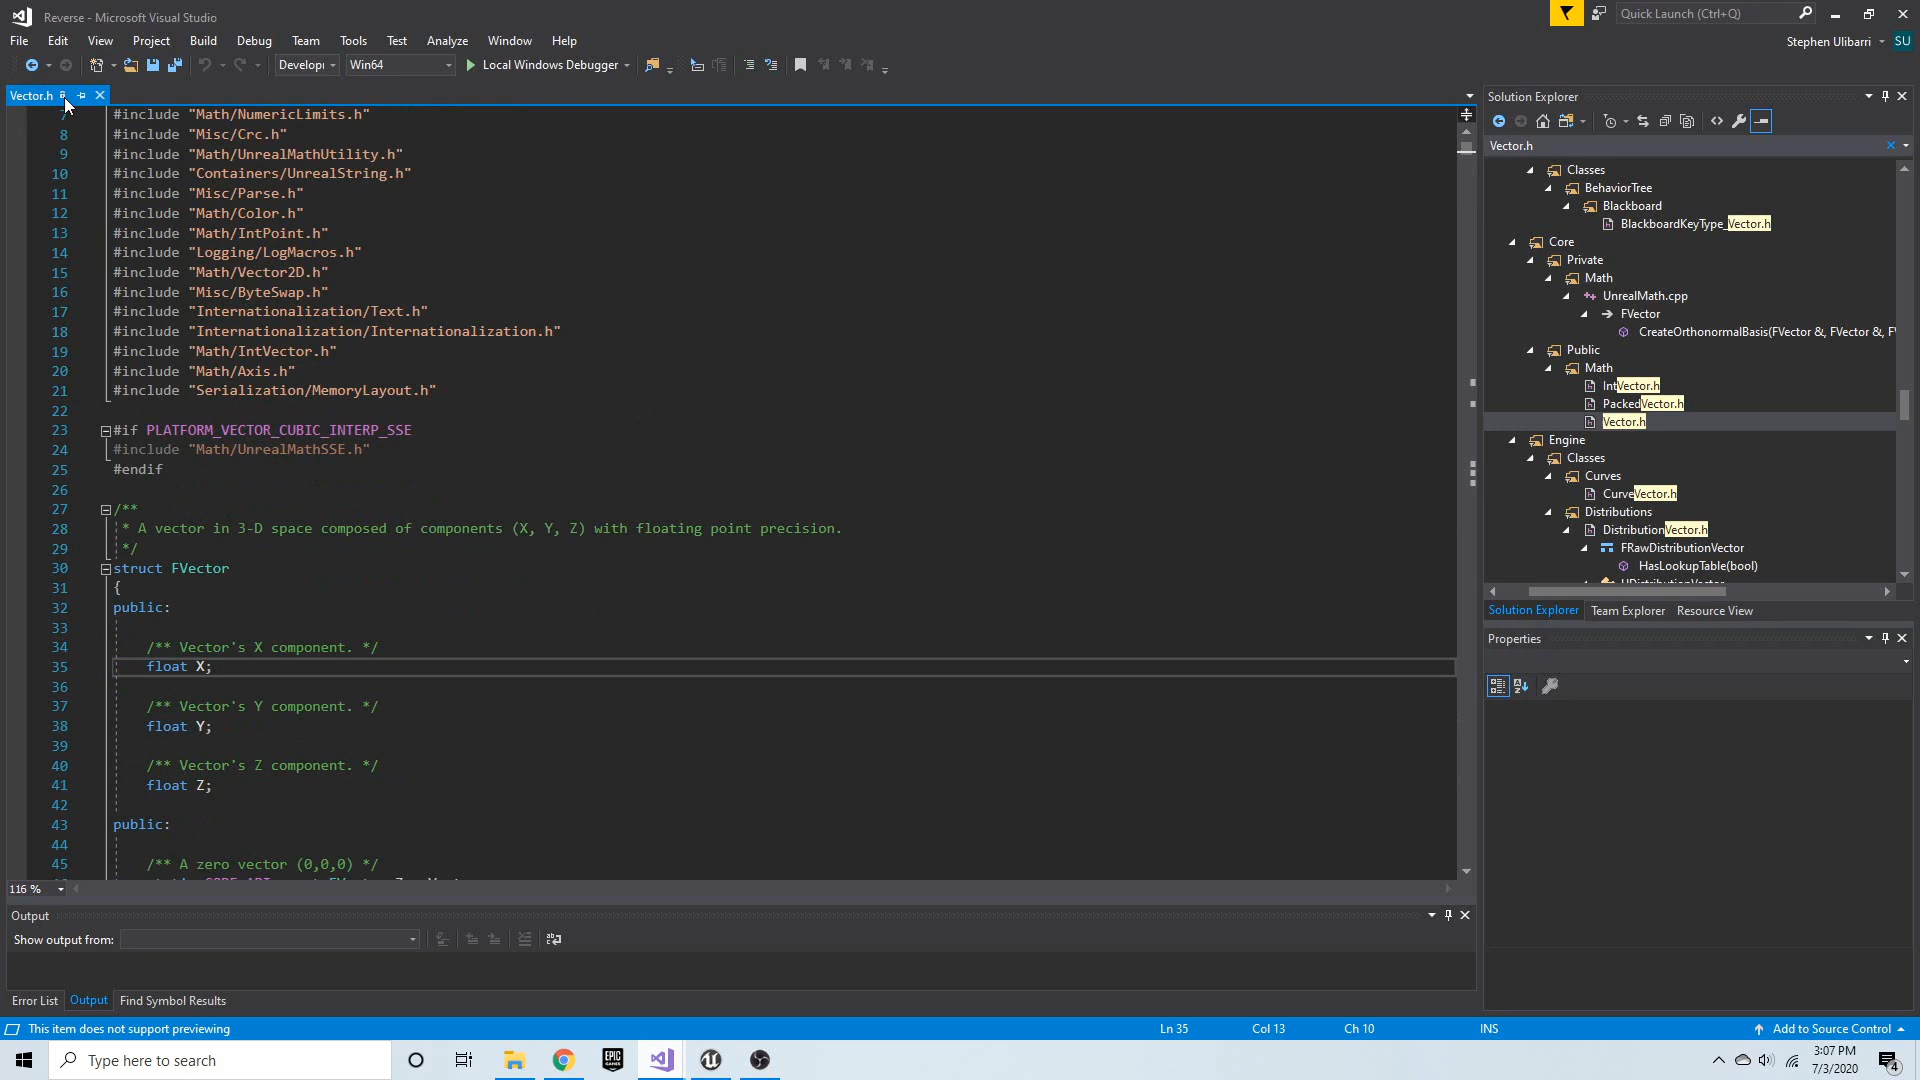 Reverse - Microsoft Visual Studio
Quick Launch (Ctrl+Q)
File Edit View Project Build Debug Team Tools Test Analyze Window Help
Stephen Ulibarri SU
Develop Win64 Local Windows Debugger
Vector.h
7 #include "Math/NumericLimits.h"
8 #include "Misc/Crc.h"
9 #include "Math/UnrealMathUtility.h"
10 #include "Containers/UnrealString.h"
11 #include "Misc/Parse.h"
12 #include "Math/Color.h"
13 #include "Math/IntPoint.h"
14 #include "Logging/LogMacros.h"
15 #include "Math/Vector2D.h"
16 #include "Misc/ByteSwap.h"
17 #include "Internationalization/Text.h"
18 #include "Internationalization/Internationalization.h"
19 #include "Math/IntVector.h"
20 #include "Math/Axis.h"
21 #include "Serialization/MemoryLayout.h"
22
23 #if PLATFORM_VECTOR_CUBIC_INTERP_SSE
24 #include "Math/UnrealMathSSE.h"
25 #endif
26
27 /**
28 * A vector in 3-D space composed of components (X, Y, Z) with floating point precision.
29 */
30 struct FVector
31 {
32 public:
33
34 /** Vector's X component. */
35 float X;
36
37 /** Vector's Y component. */
38 float Y;
39
40 /** Vector's Z component. */
41 float Z;
42
43 public:
44
45 /** A zero vector (0,0,0) */
116 %
Output
Show output from:
Error List Output Find Symbol Results
Solution Explorer
Vector.h
Classes
BehaviorTree
Blackboard
BlackboardKeyType_Vector.h
Core
Private
Math
UnrealMath.cpp
FVector
CreateOrthonormalBasis(FVector &, FVector &, F
Public
Math
IntVector.h
PackedVector.h
Vector.h
Engine
Classes
Curves
CurveVector.h
Distributions
DistributionVector.h
FRawDistributionVector
HasLookupTable(bool)
Solution Explorer Team Explorer Resource View
Properties
This item does not support previewing Ln 35 Col 13 Ch 10 INS Add to Source Control
Type here to search
EPIC GAMES
3:07 PM
7/3/2020
4